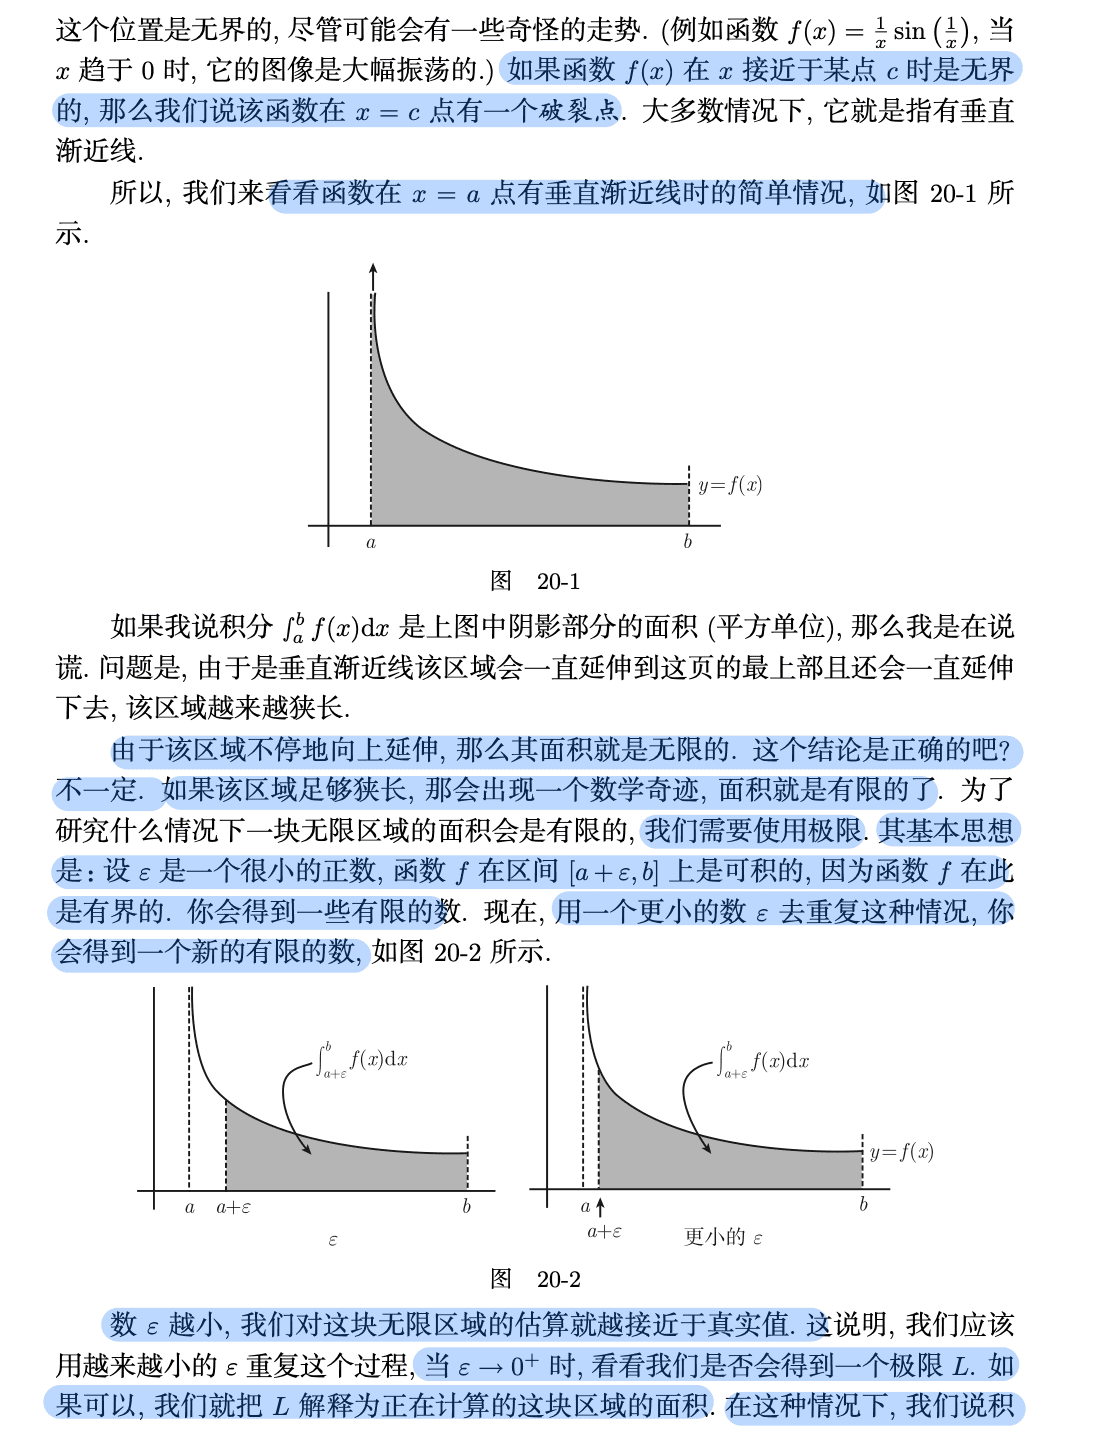 这个位置是无界的, 尽管可能会有一些奇怪的走势. (例如函数 f(x) = 1/x sin (1/x), 当
x 趋于 0 时, 它的图像是大幅振荡的.) 如果函数 f(x) 在 x 接近于某点 c 时是无界
的, 那么我们说该函数在 x = c 点有一个破裂点. 大多数情况下, 它就是指有垂直
渐近线.
所以, 我们来看看函数在 x = a 点有垂直渐近线时的简单情况, 如图 20-1 所
示.
y=f(x)
a b
图 20-1
如果我说积分 ∫_a^b f(x)dx 是上图中阴影部分的面积 (平方单位), 那么我是在说
谎. 问题是, 由于是垂直渐近线该区域会一直延伸到这页的最上部且还会一直延伸
下去, 该区域越来越狭长.
由于该区域不停地向上延伸, 那么其面积就是无限的. 这个结论是正确的吧?
不一定. 如果该区域足够狭长, 那会出现一个数学奇迹, 面积就是有限的了. 为了
研究什么情况下一块无限区域的面积会是有限的, 我们需要使用极限. 其基本思想
是: 设 ε 是一个很小的正数, 函数 f 在区间 [a+ε, b] 上是可积的, 因为函数 f 在此
是有界的. 你会得到一些有限的数. 现在, 用一个更小的数 ε 去重复这种情况, 你
会得到一个新的有限的数, 如图 20-2 所示.
∫_{a+ε}^b f(x)dx
a a+ε b
ε
∫_{a+ε}^b f(x)dx
y=f(x)
a b
a+ε
更小的 ε
图 20-2
数 ε 越小, 我们对这块无限区域的估算就越接近于真实值. 这说明, 我们应该
用越来越小的 ε 重复这个过程, 当 ε → 0⁺ 时, 看看我们是否会得到一个极限 L. 如
果可以, 我们就把 L 解释为正在计算的这块区域的面积. 在这种情况下, 我们说积